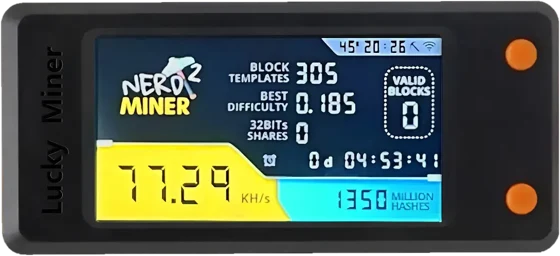 Lucky Miner
45° 20:26
NERD 2
MINER
BLOCK
TEMPLATES 305
BEST
DIFFICULTY 0.185
32BITs
SHARES 0
VALID
BLOCKS
0
0d 04:53:41
77.29 KH/s
1350 MILLION
HASHES